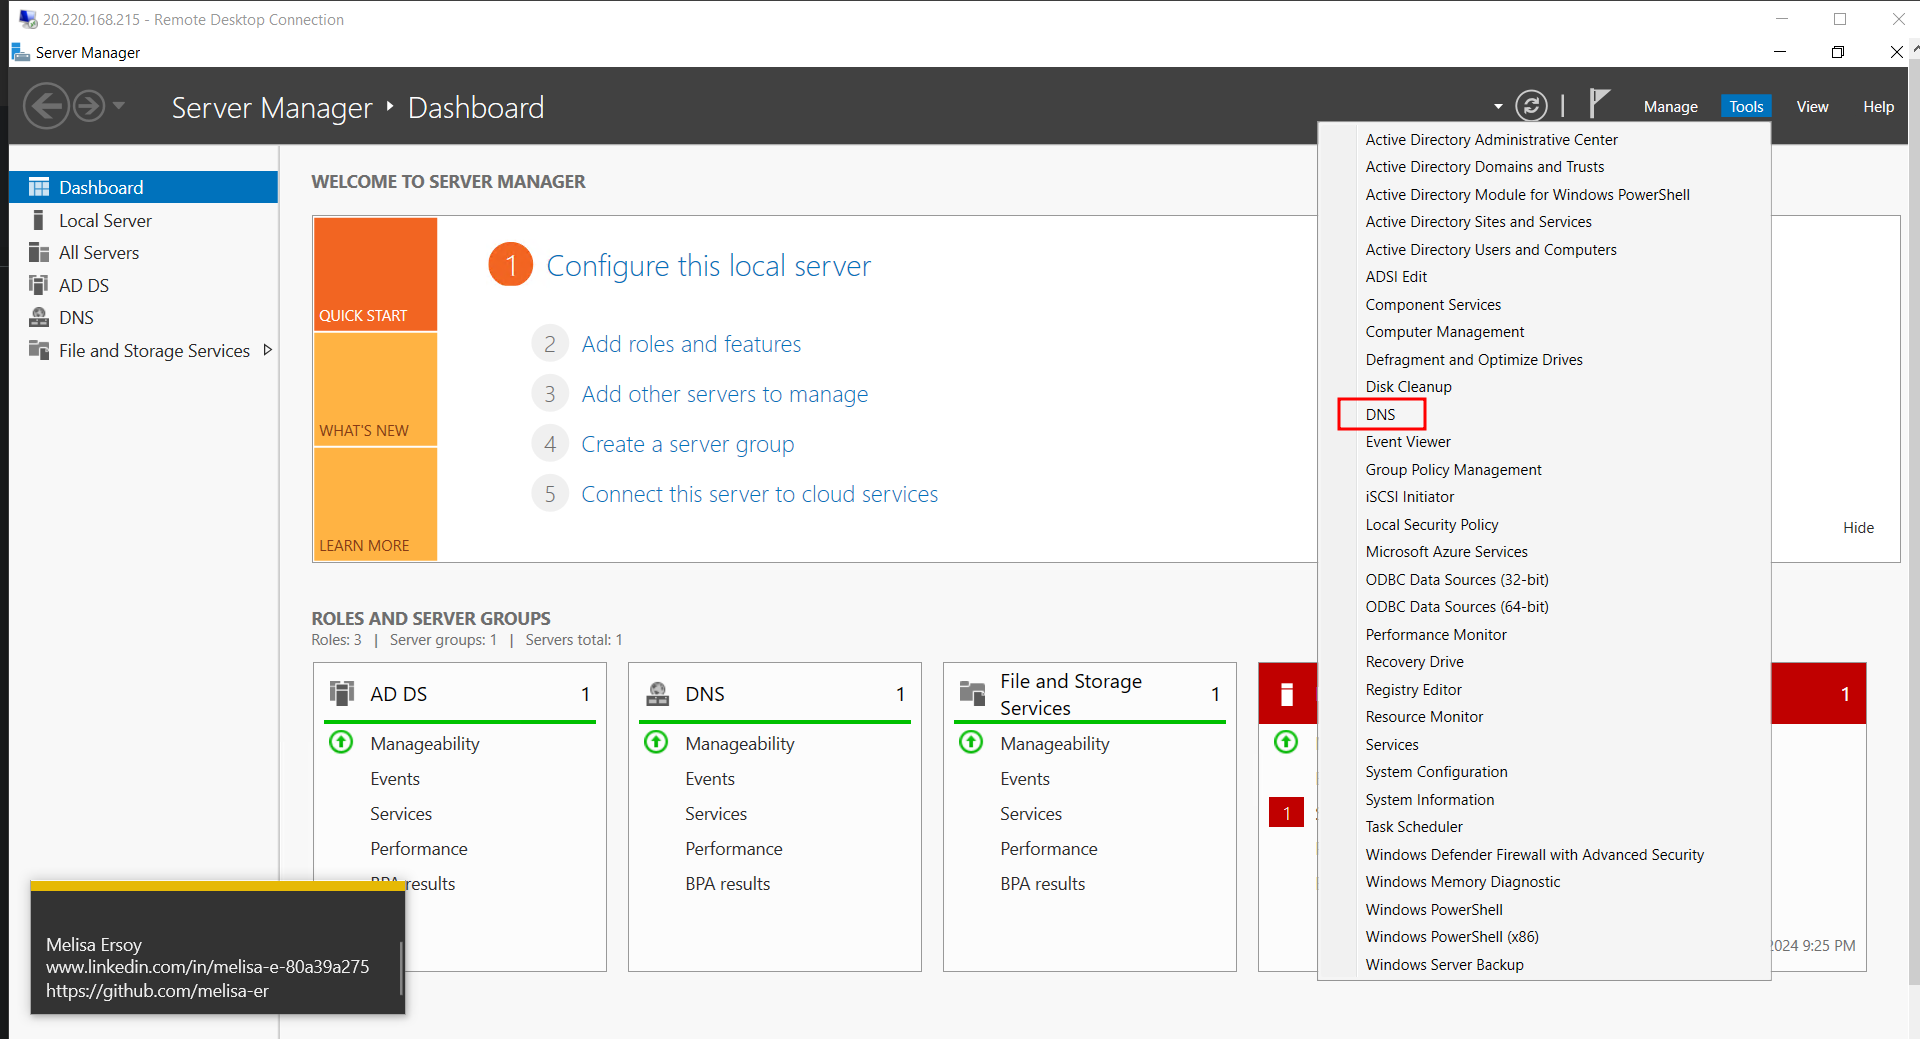 20.220.168.215 - Remote Desktop Connection
Server Manager
Server Manager Dashboard
Manage Tools View Help
Dashboard
Local Server
All Servers
AD DS
DNS
File and Storage Services
WELCOME TO SERVER MANAGER
QUICK START
WHAT'S NEW
LEARN MORE
1 Configure this local server
2 Add roles and features
3 Add other servers to manage
4 Create a server group
5 Connect this server to cloud services
Hide
ROLES AND SERVER GROUPS
Roles: 3 | Server groups: 1 | Servers total: 1
AD DS 1
Manageability
Events
Services
Performance
BPA results
DNS 1
Manageability
Events
Services
Performance
BPA results
File and Storage
Services 1
Manageability
Events
Services
Performance
BPA results
1
1
2024 9:25 PM
Active Directory Administrative Center
Active Directory Domains and Trusts
Active Directory Module for Windows PowerShell
Active Directory Sites and Services
Active Directory Users and Computers
ADSI Edit
Component Services
Computer Management
Defragment and Optimize Drives
Disk Cleanup
DNS
Event Viewer
Group Policy Management
iSCSI Initiator
Local Security Policy
Microsoft Azure Services
ODBC Data Sources (32-bit)
ODBC Data Sources (64-bit)
Performance Monitor
Recovery Drive
Registry Editor
Resource Monitor
Services
System Configuration
System Information
Task Scheduler
Windows Defender Firewall with Advanced Security
Windows Memory Diagnostic
Windows PowerShell
Windows PowerShell (x86)
Windows Server Backup
Melisa Ersoy
www.linkedin.com/in/melisa-e-80a39a275
https://github.com/melisa-er